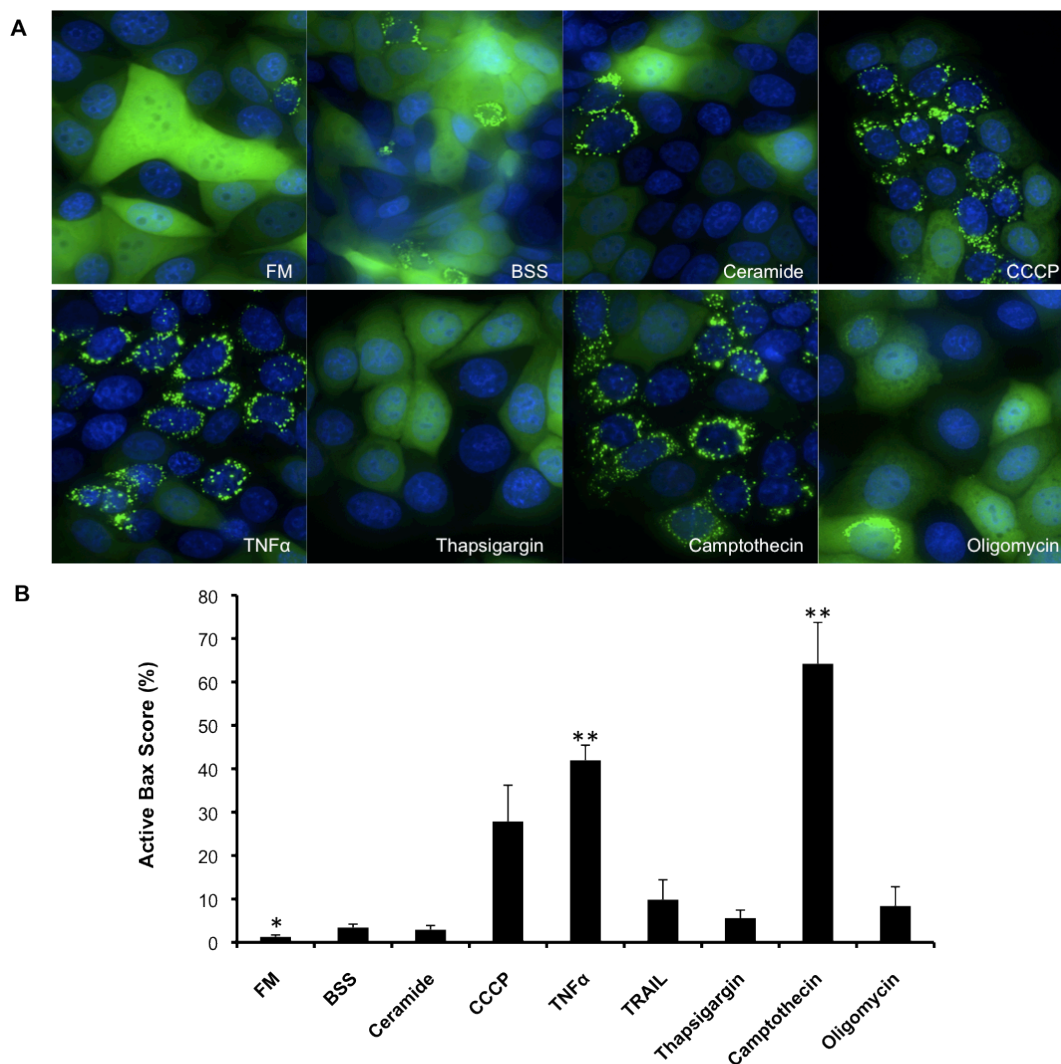 A
FM
BSS
Ceramide
CCCP
TNFα
Thapsigargin
Camptothecin
Oligomycin
B
Active Bax Score (%)
80
70
60
50
40
30
20
10
0
*
**
**
FM
BSS
Ceramide
CCCP
TNFα
TRAIL
Thapsigargin
Camptothecin
Oligomycin